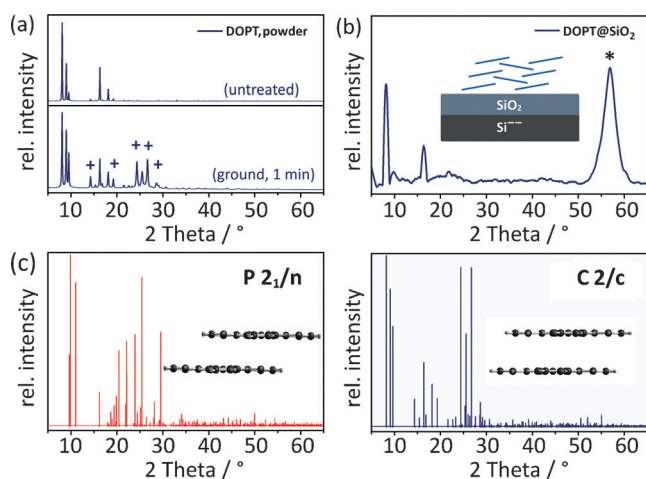 (a)
DOPT,powder
(untreated)
+ + + + + +
(ground, 1 min)
rel. intensity
10 20 30 40 50 60
2 Theta / °
(b)
DOPT@SiO₂
*
SiO₂
Si⁻⁻
rel. intensity
10 20 30 40 50 60
2 Theta / °
(c)
P 2₁/n
rel. intensity
10 20 30 40 50 60
2 Theta / °
C 2/c
rel. intensity
10 20 30 40 50 60
2 Theta / °